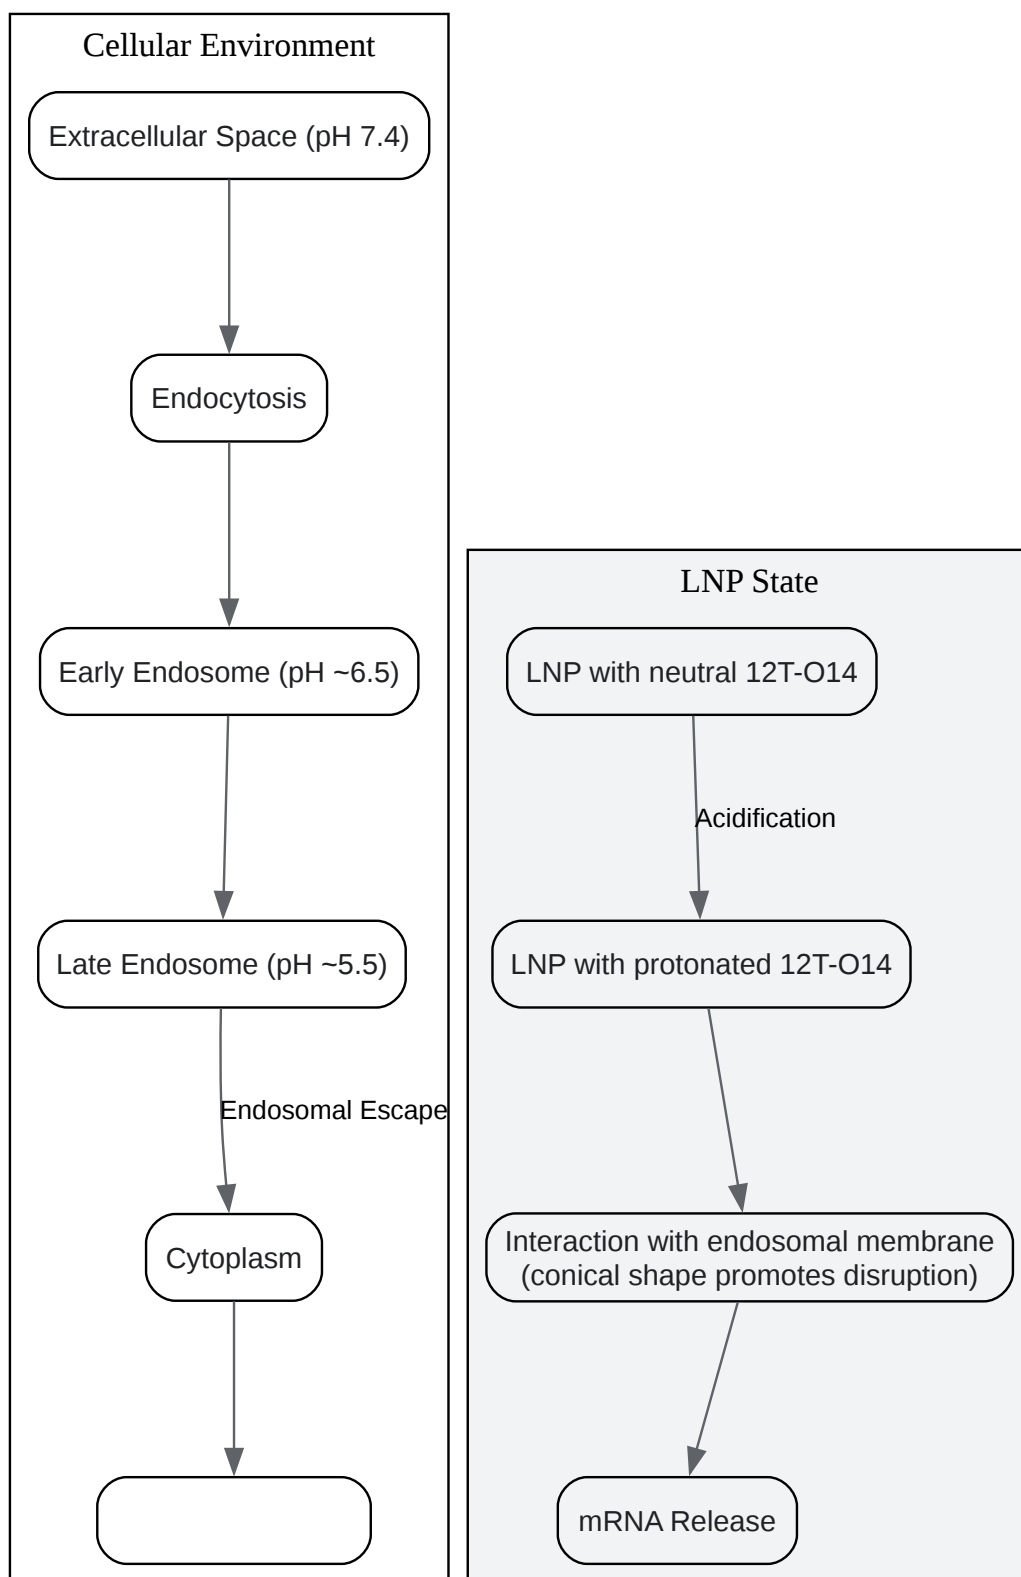 Cellular Environment
Extracellular Space (pH 7.4)
Endocytosis
Early Endosome (pH ~6.5)
Late Endosome (pH ~5.5)
Endosomal Escape
Cytoplasm
LNP State
LNP with neutral 12T-O14
Acidification
LNP with protonated 12T-O14
Interaction with endosomal membrane
(conical shape promotes disruption)
mRNA Release